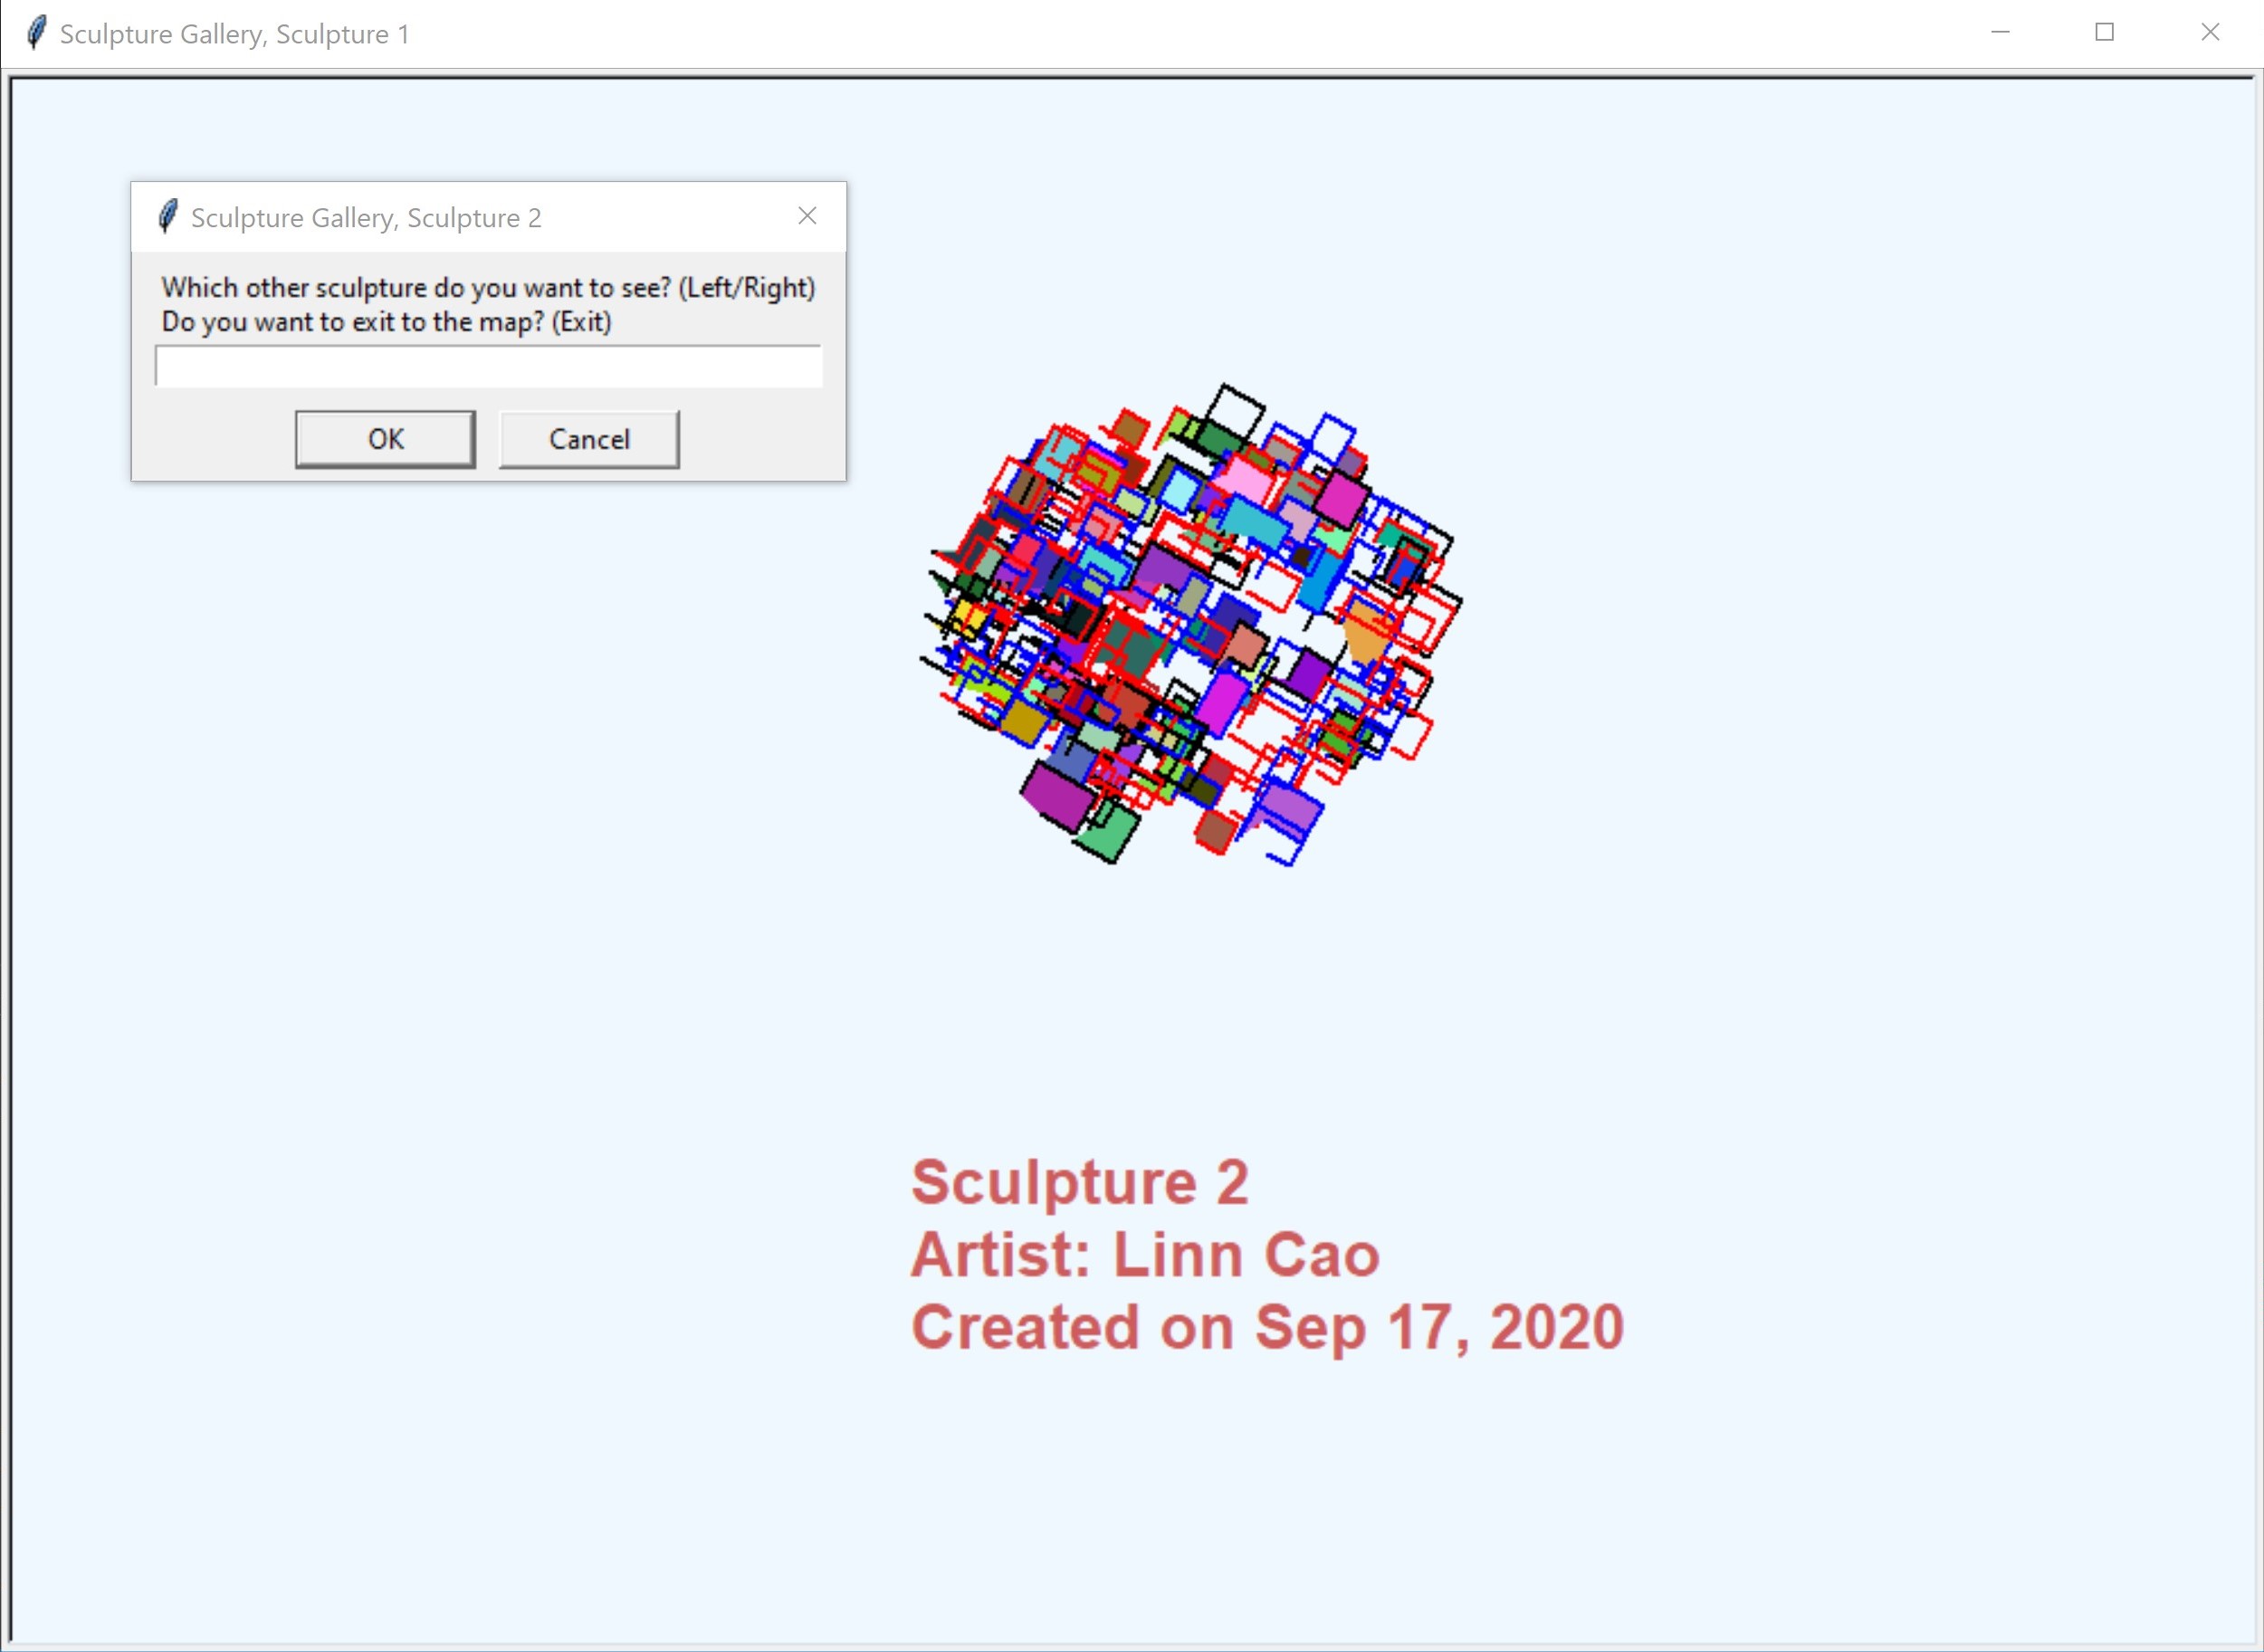 Sculpture Gallery, Sculpture 1
Sculpture Gallery, Sculpture 2
Which other sculpture do you want to see? (Left/Right)
Do you want to exit to the map? (Exit)
OK Cancel
Sculpture 2
Artist: Linn Cao
Created on Sep 17, 2020